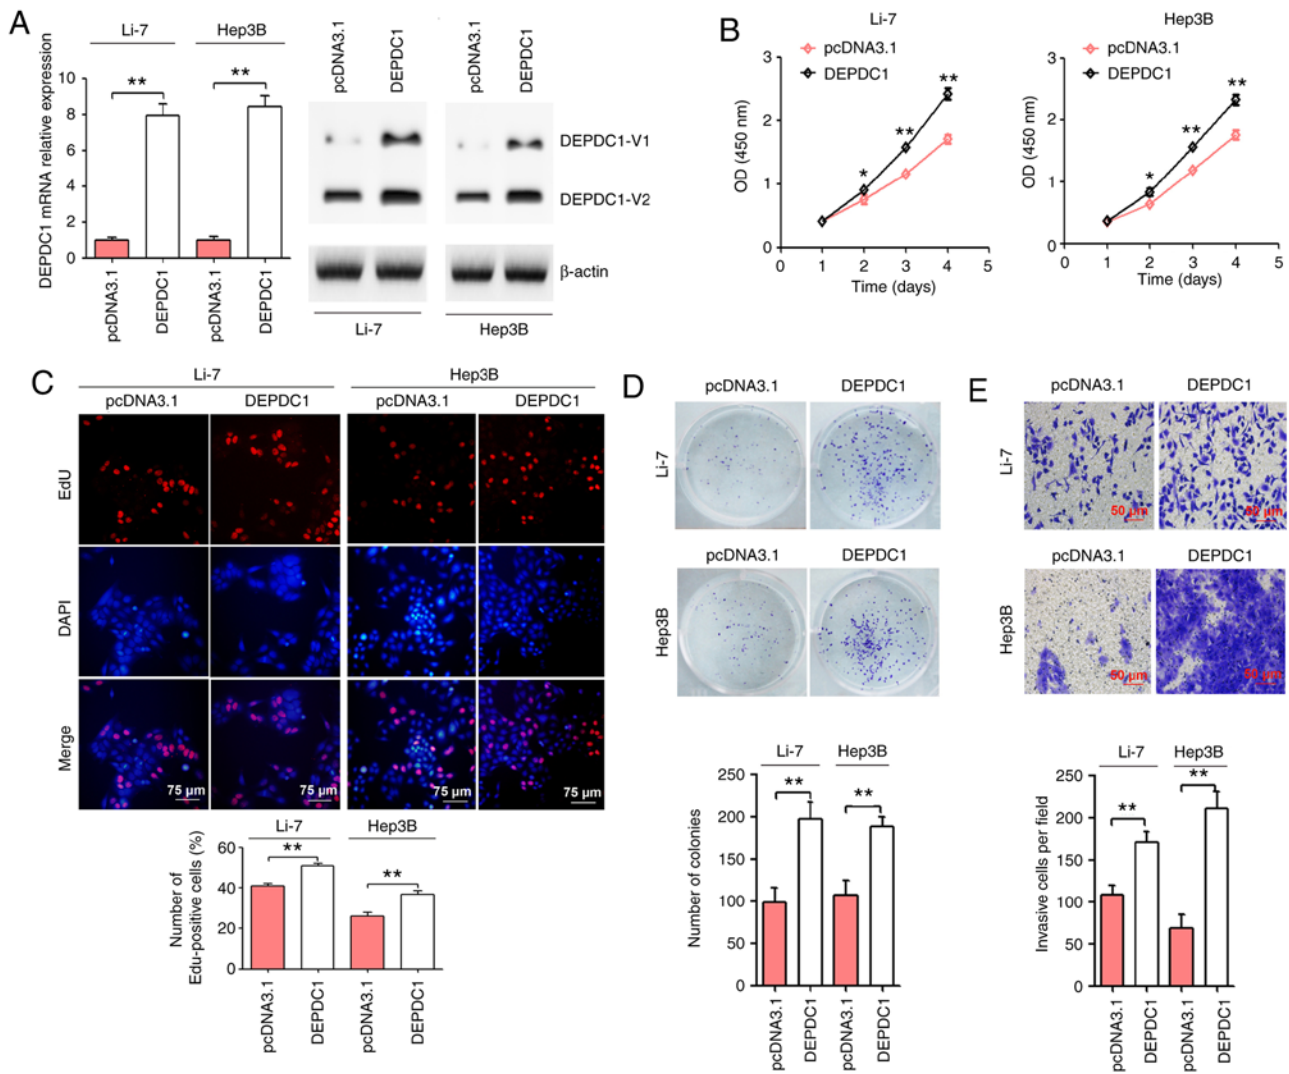 A
Li-7
Hep3B
DEPDC1 mRNA relative expression
10
8
6
4
2
0
**
**
pcDNA3.1
DEPDC1
pcDNA3.1
DEPDC1
pcDNA3.1
DEPDC1
pcDNA3.1
DEPDC1
DEPDC1-V1
DEPDC1-V2
β-actin
Li-7
Hep3B
B
Li-7
pcDNA3.1
DEPDC1
OD (450 nm)
3
2
1
0
*
**
**
0 1 2 3 4 5
Time (days)
Hep3B
pcDNA3.1
DEPDC1
OD (450 nm)
3
2
1
0
*
**
**
0 1 2 3 4 5
Time (days)
C
Li-7
Hep3B
pcDNA3.1
DEPDC1
pcDNA3.1
DEPDC1
EdU
DAPI
Merge
75 µm
75 µm
75 µm
75 µm
Li-7
Hep3B
Number of
Edu-positive cells (%)
60
40
20
0
**
**
pcDNA3.1
DEPDC1
pcDNA3.1
DEPDC1
D
pcDNA3.1
DEPDC1
Li-7
pcDNA3.1
DEPDC1
Hep3B
Li-7
Hep3B
Number of colonies
250
200
150
100
50
0
**
**
pcDNA3.1
DEPDC1
pcDNA3.1
DEPDC1
E
pcDNA3.1
DEPDC1
Li-7
50 µm
50 µm
pcDNA3.1
DEPDC1
Hep3B
50 µm
50 µm
Li-7
Hep3B
Invasive cells per field
250
200
150
100
50
0
**
**
pcDNA3.1
DEPDC1
pcDNA3.1
DEPDC1